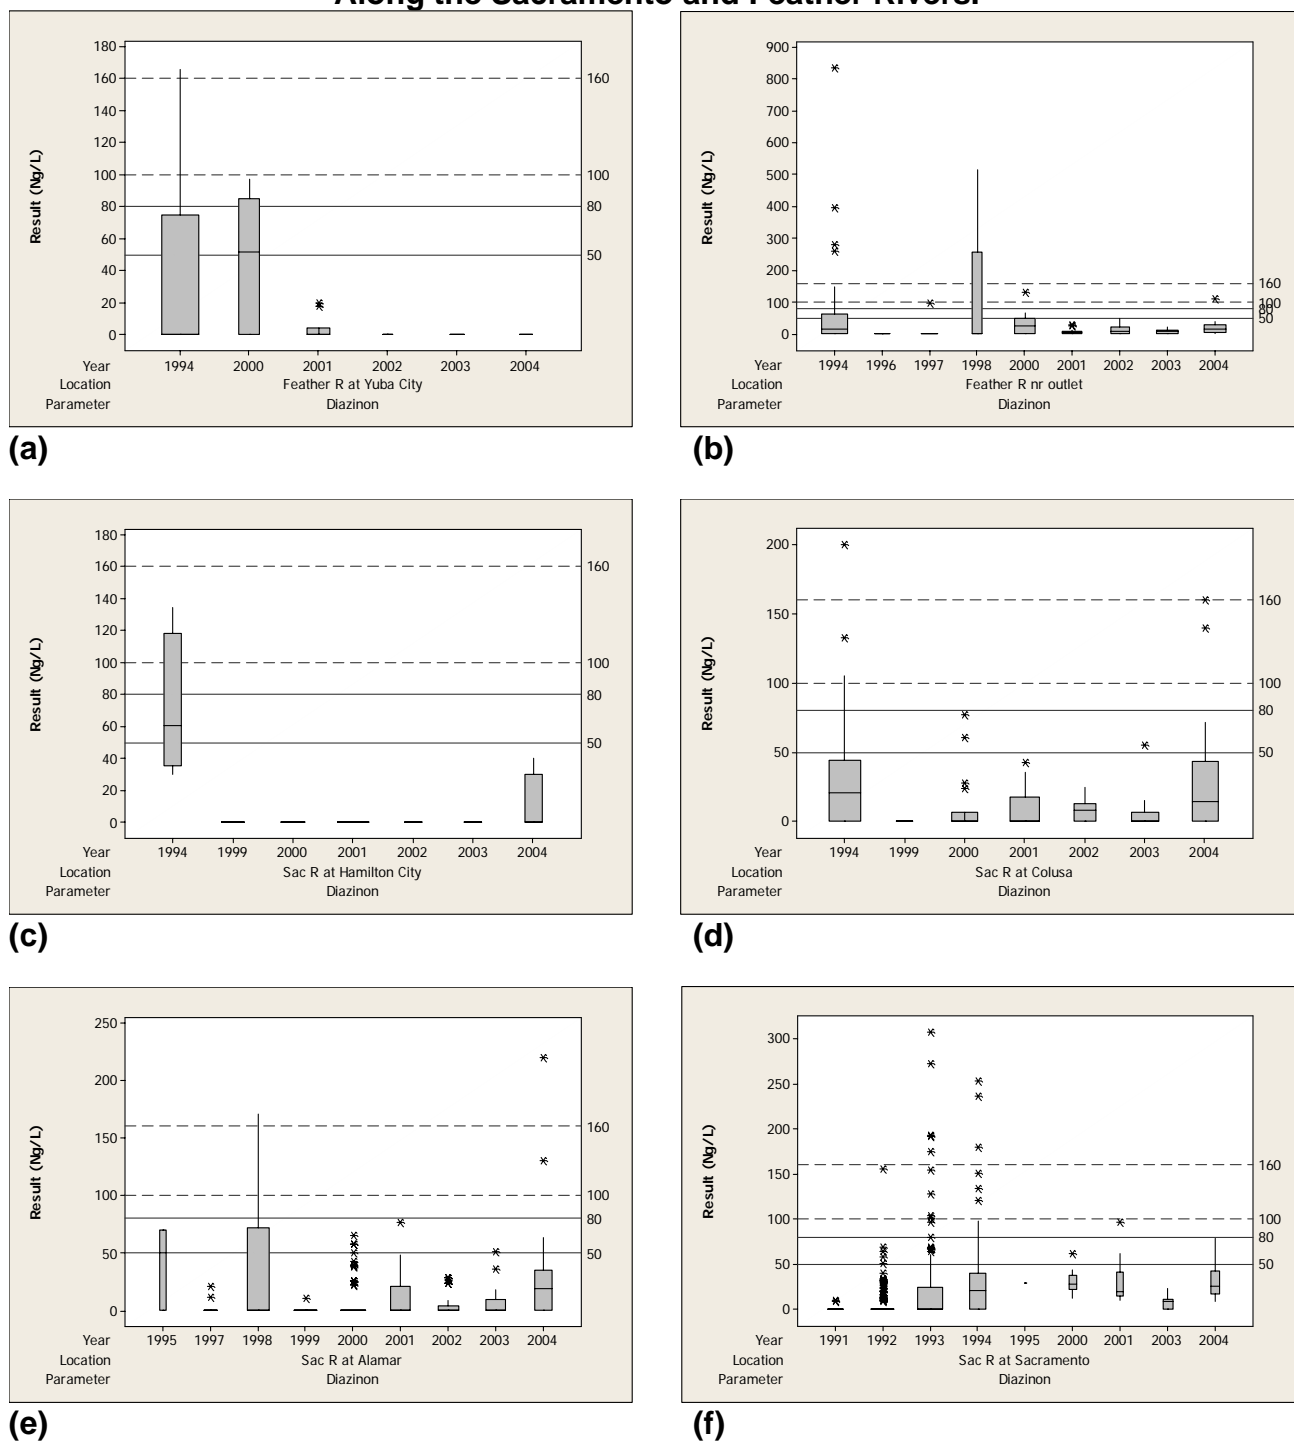 Along the Sacramento and Feather Rivers.
180
160
140
120
100
80
60
40
20
0
Result (Ng/L)
160
100
80
50
Year 1994 2000 2001 2002 2003 2004
Location Feather R at Yuba City
Parameter Diazinon
(a)
900
800
700
600
500
400
300
200
100
0
Result (Ng/L)
160
100
80
50
Year 1994 1996 1997 1998 2000 2001 2002 2003 2004
Location Feather R nr outlet
Parameter Diazinon
(b)
180
160
140
120
100
80
60
40
20
0
Result (Ng/L)
160
100
80
50
Year 1994 1999 2000 2001 2002 2003 2004
Location Sac R at Hamilton City
Parameter Diazinon
(c)
200
150
100
50
0
Result (Ng/L)
160
100
80
50
Year 1994 1999 2000 2001 2002 2003 2004
Location Sac R at Colusa
Parameter Diazinon
(d)
250
200
150
100
50
0
Result (Ng/L)
160
100
80
50
Year 1995 1997 1998 1999 2000 2001 2002 2003 2004
Location Sac R at Alamar
Parameter Diazinon
(e)
300
250
200
150
100
50
0
Result (Ng/L)
160
100
80
50
Year 1991 1992 1993 1994 1995 2000 2001 2003 2004
Location Sac R at Sacramento
Parameter Diazinon
(f)